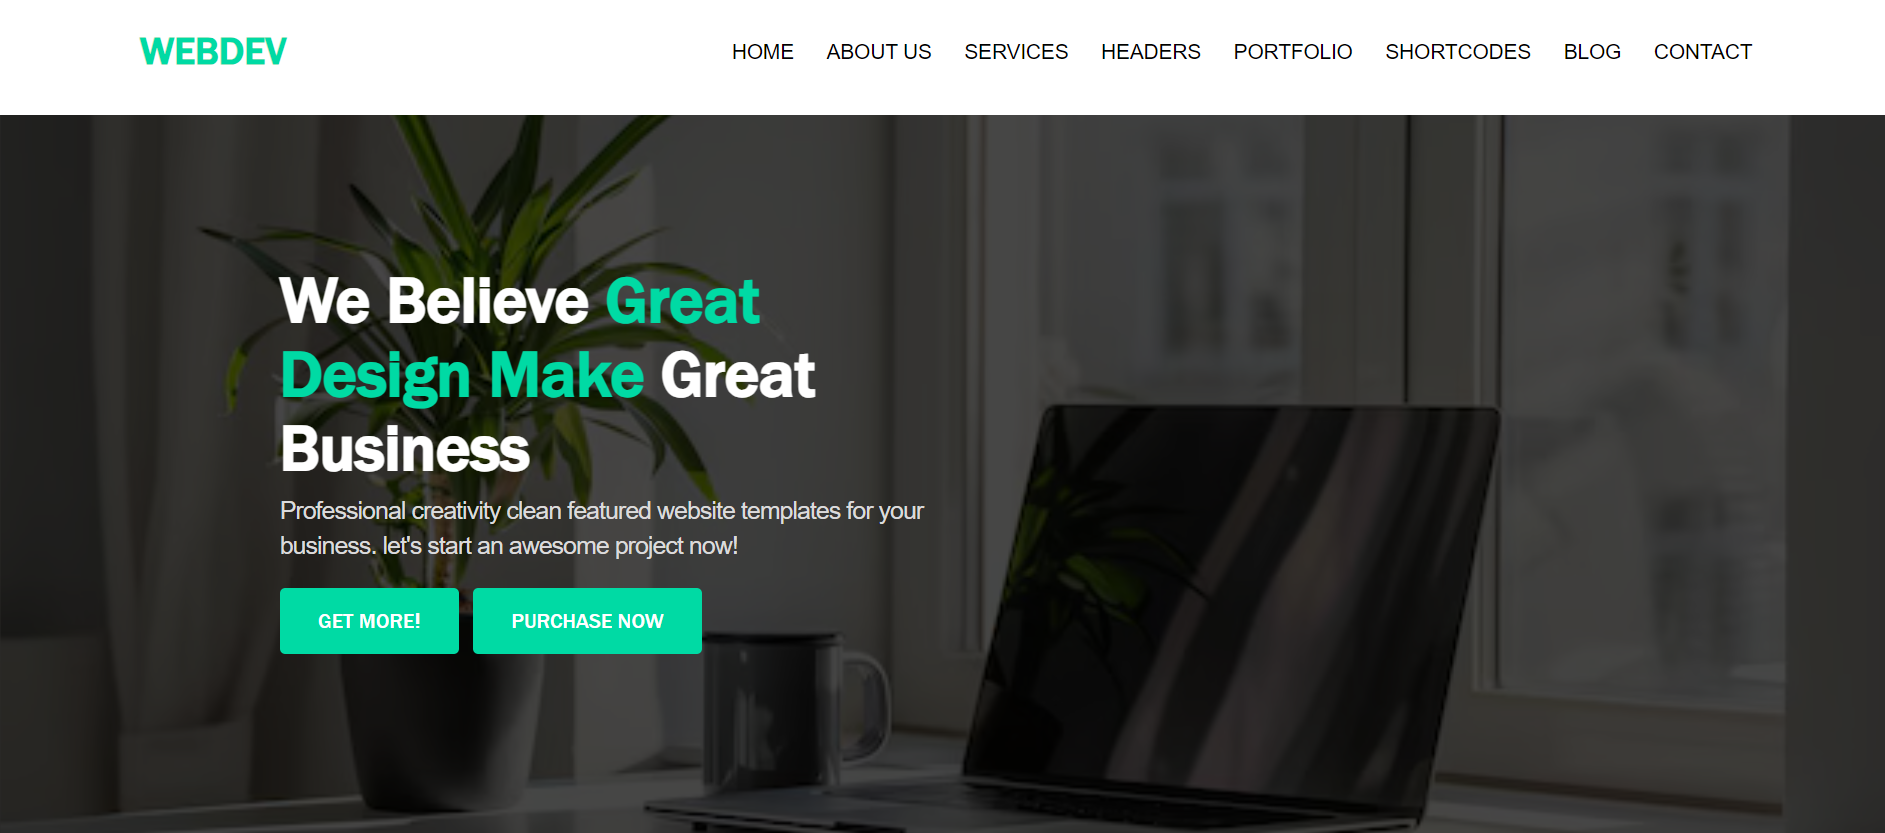 WEBDEV
HOME ABOUT US SERVICES HEADERS PORTFOLIO SHORTCODES BLOG CONTACT
We Believe Great
Design Make Great
Business
Professional creativity clean featured website templates for your
business. let's start an awesome project now!
GET MORE! PURCHASE NOW